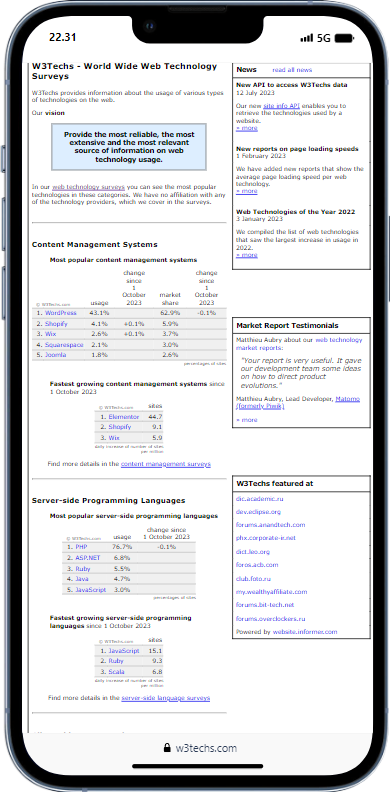 22.31
5G
W3Techs - World Wide Web Technology
Surveys
W3Techs provides information about the usage of various types
of technologies on the web.
Our vision
Provide the most reliable, the most
extensive and the most relevant
source of information on web
technology usage.
In our web technology surveys you can see the most popular
technologies in these categories. We have no affiliation with any
of the technology providers, which we cover in the surveys.
Content Management Systems
Most popular content management systems
© W3Techs.com usage change since 1 October 2023 market share change since 1 October 2023
1. WordPress 43.1% 62.9% -0.1%
2. Shopify 4.1% +0.1% 5.9%
3. Wix 2.6% +0.1% 3.7%
4. Squarespace 2.1% 3.0%
5. Joomla 1.8% 2.6%
percentages of sites
Fastest growing content management systems since
1 October 2023
© W3Techs.com sites
1. Elementor 44.7
2. Shopify 9.1
3. Wix 5.9
daily increase of number of sites
per million
Find more details in the content management surveys
Server-side Programming Languages
Most popular server-side programming languages
© W3Techs.com usage change since 1 October 2023
1. PHP 76.7% -0.1%
2. ASP.NET 6.8%
3. Ruby 5.5%
4. Java 4.7%
5. JavaScript 3.0%
percentages of sites
Fastest growing server-side programming
languages since 1 October 2023
© W3Techs.com sites
1. JavaScript 15.1
2. Ruby 9.3
3. Scala 6.8
daily increase of number of sites
per million
Find more details in the server-side language surveys
News read all news
New API to access W3Techs data
12 July 2023
Our new site info API enables you to
retrieve the technologies used by a
website.
» more
New reports on page loading speeds
1 February 2023
We have added new reports that show the
average page loading speed per web
technology.
» more
Web Technologies of the Year 2022
3 January 2023
We compiled the list of web technologies
that saw the largest increase in usage in
2022.
» more
Market Report Testimonials
Matthieu Aubry about our web technology
market reports:
"Your report is very useful. It gave
our development team some ideas
on how to direct product
evolutions."
Matthieu Aubry, Lead Developer, Matomo
(formerly Piwik)
» more
W3Techs featured at
dic.academic.ru
dev.eclipse.org
forums.anandtech.com
phx.corporate-ir.net
dict.leo.org
foros.acb.com
club.foto.ru
my.wealthyaffiliate.com
forums.bit-tech.net
forums.overclockers.ru
Powered by website.informer.com
w3techs.com